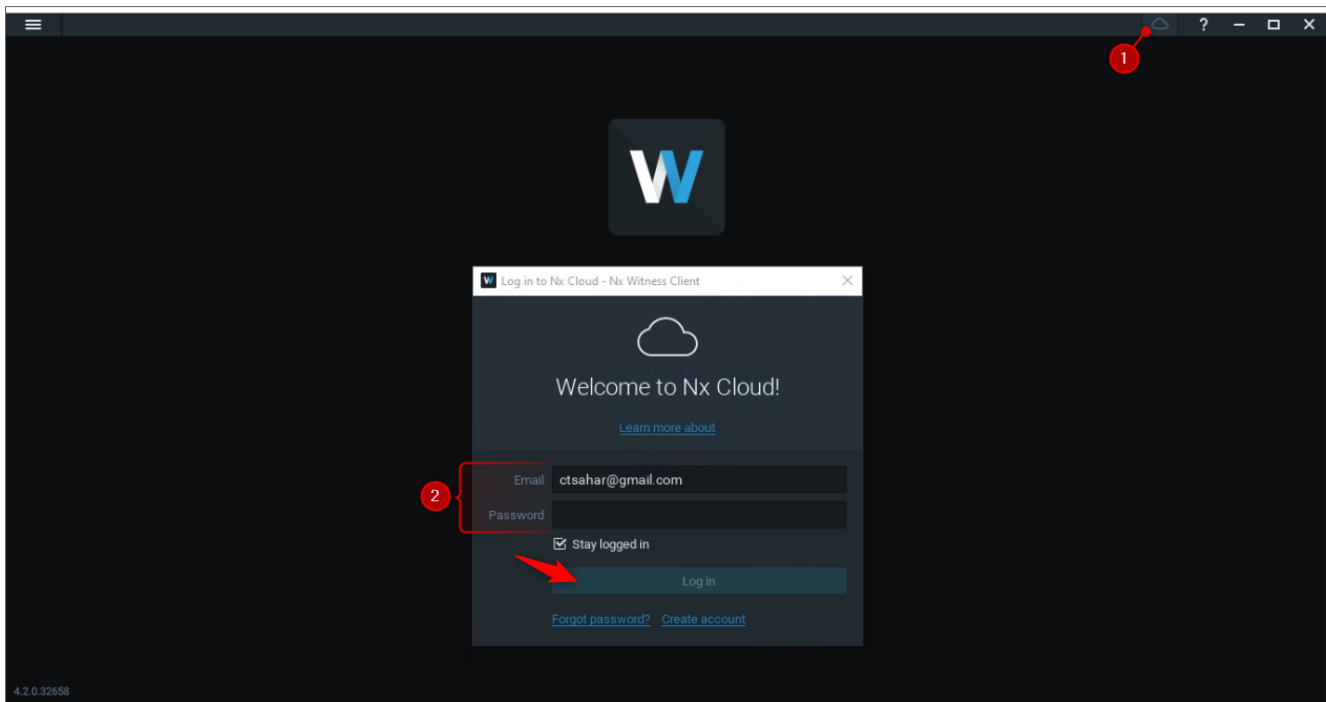 ?
1
W
W Log in to Nx Cloud - Nx Witness Client
Welcome to Nx Cloud!
Learn more about
2
Email ctsahar@gmail.com
Password
Stay logged in
Log in
Forgot password? Create account
4.2.0.32658